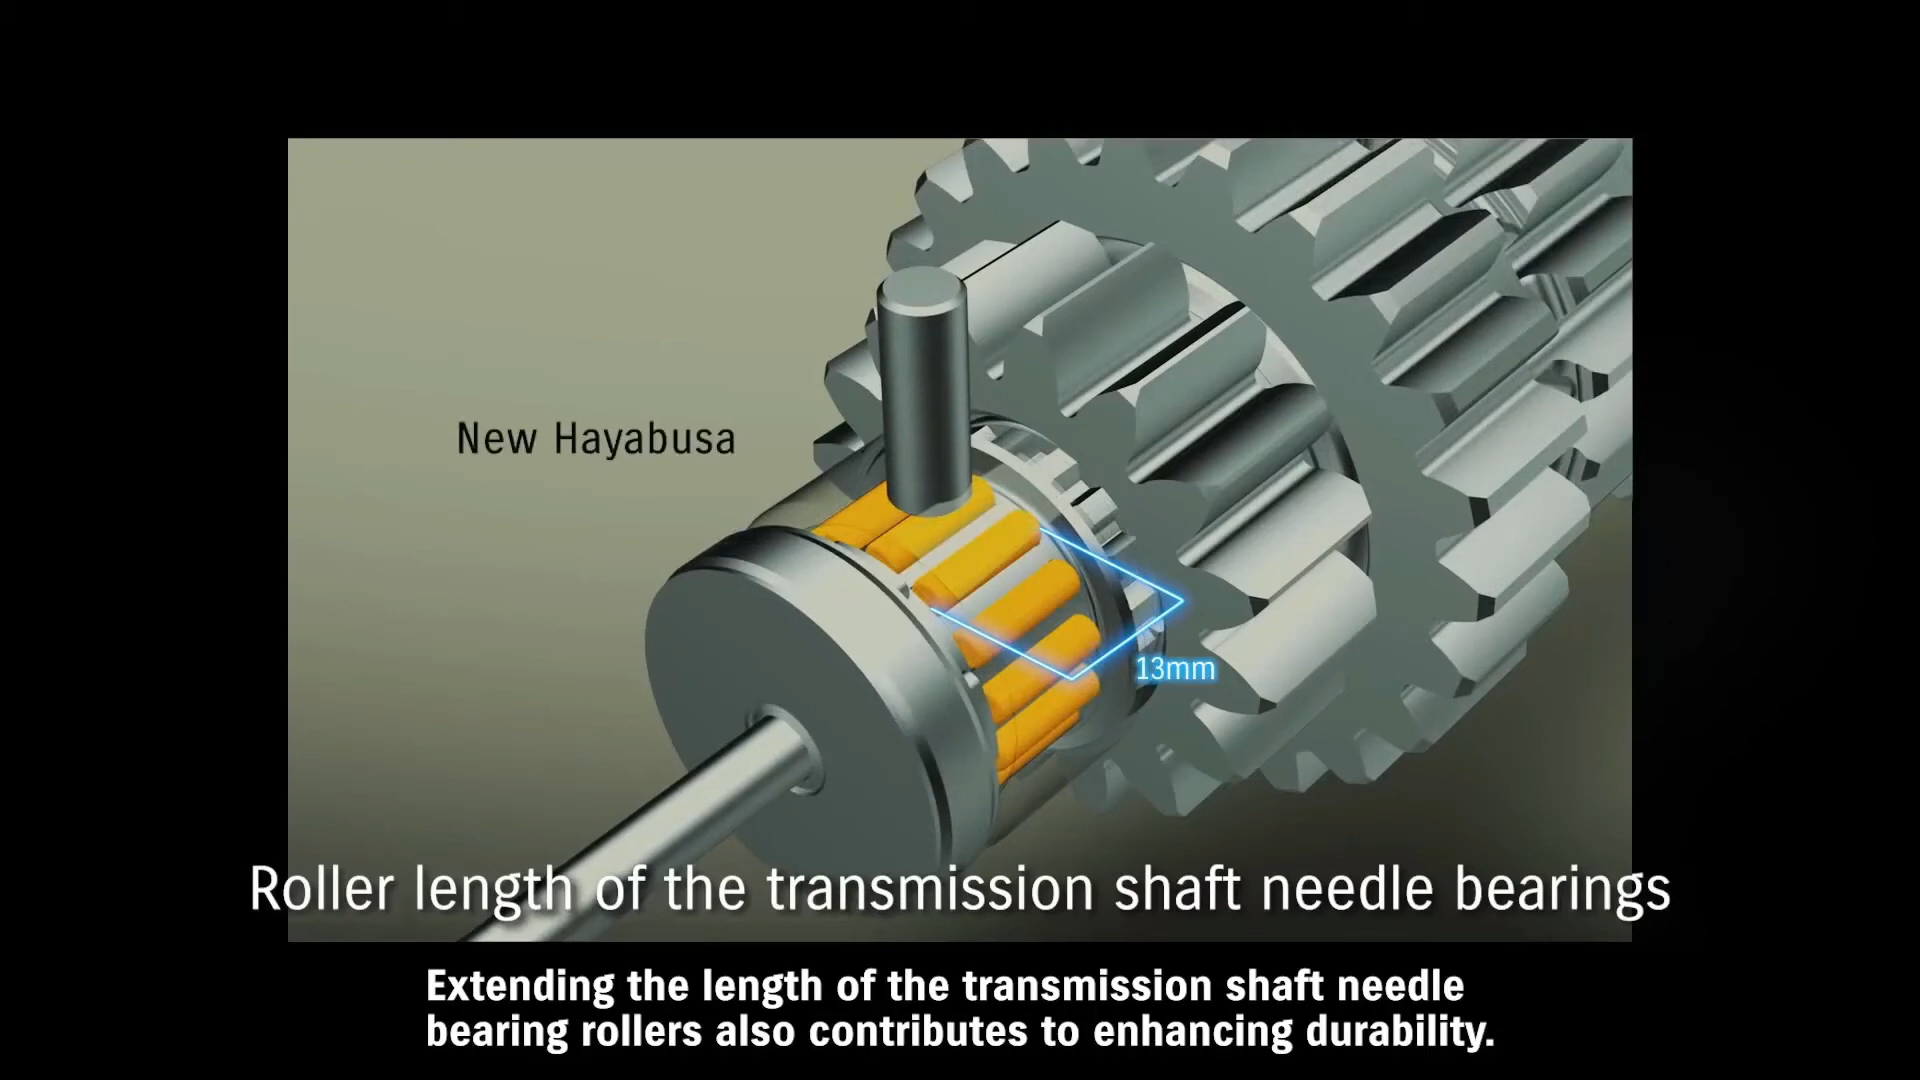 New Hayabusa
13mm
Roller length of the transmission shaft needle bearings
Extending the length of the transmission shaft needle
bearing rollers also contributes to enhancing durability.